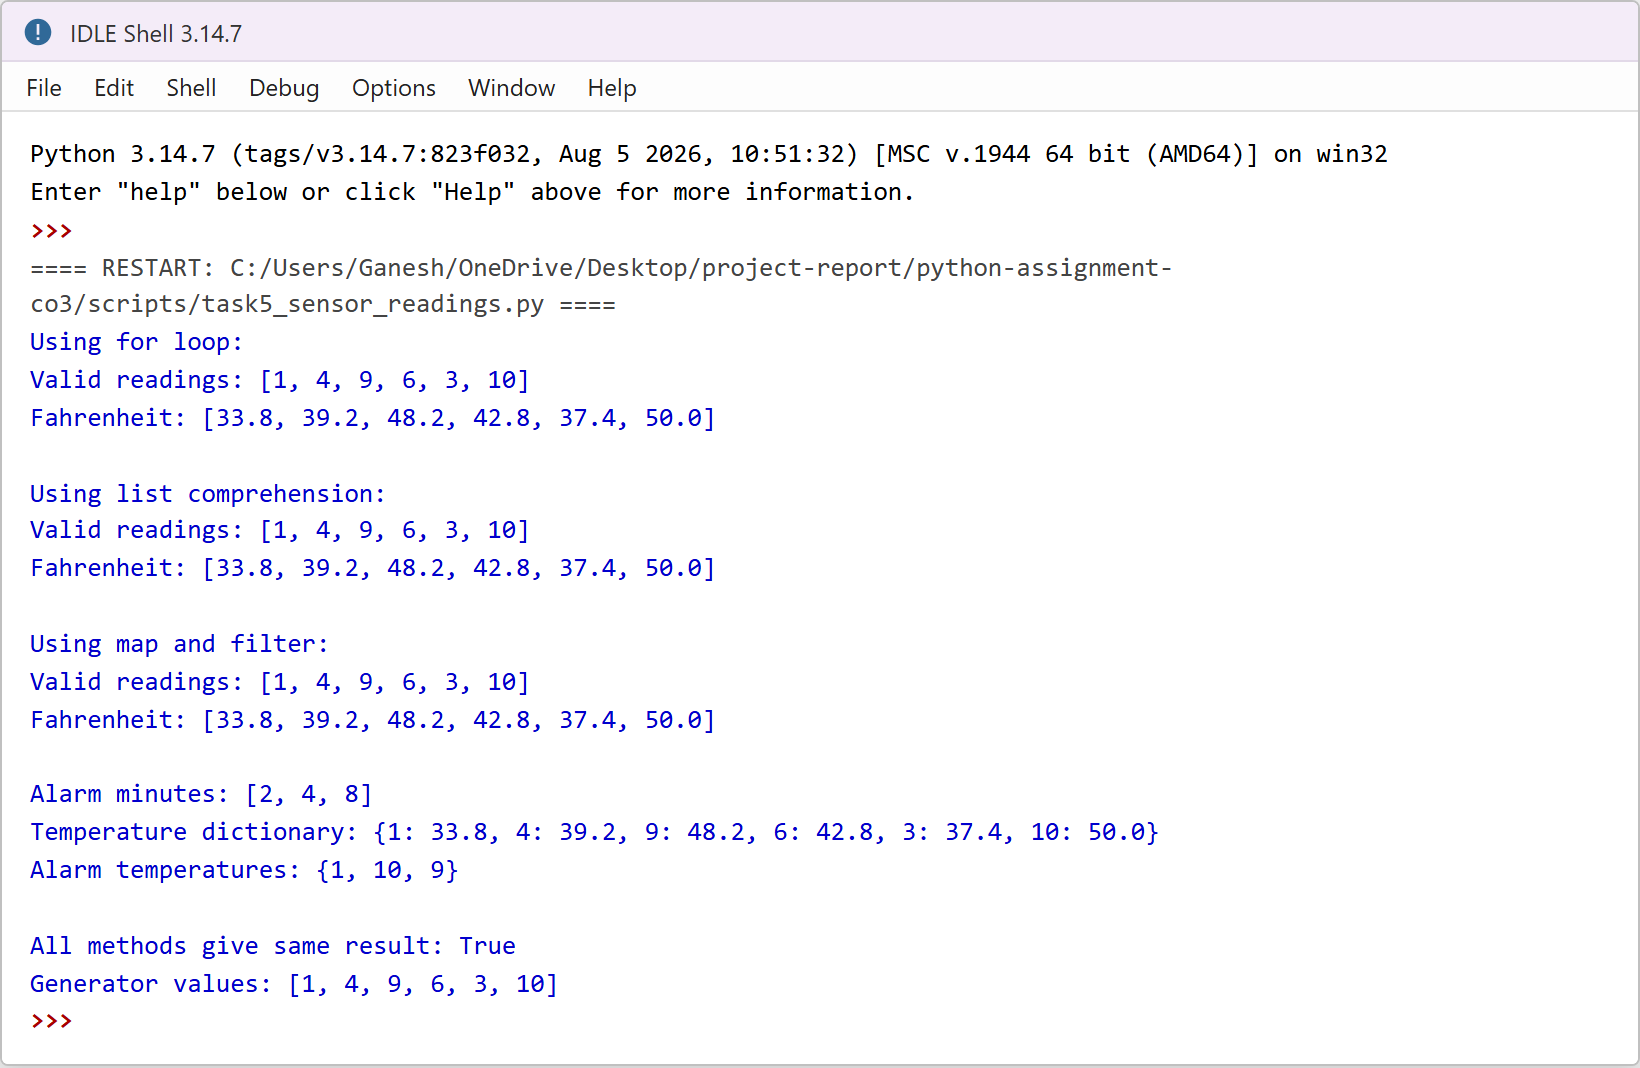 IDLE Shell 3.14.7
File Edit Shell Debug Options Window Help
Python 3.14.7 (tags/v3.14.7:823f032, Aug 5 2026, 10:51:32) [MSC v.1944 64 bit (AMD64)] on win32
Enter "help" below or click "Help" above for more information.
>>>
==== RESTART: C:/Users/Ganesh/OneDrive/Desktop/project-report/python-assignment-
co3/scripts/task5_sensor_readings.py ====
Using for loop:
Valid readings: [1, 4, 9, 6, 3, 10]
Fahrenheit: [33.8, 39.2, 48.2, 42.8, 37.4, 50.0]
Using list comprehension:
Valid readings: [1, 4, 9, 6, 3, 10]
Fahrenheit: [33.8, 39.2, 48.2, 42.8, 37.4, 50.0]
Using map and filter:
Valid readings: [1, 4, 9, 6, 3, 10]
Fahrenheit: [33.8, 39.2, 48.2, 42.8, 37.4, 50.0]
Alarm minutes: [2, 4, 8]
Temperature dictionary: {1: 33.8, 4: 39.2, 9: 48.2, 6: 42.8, 3: 37.4, 10: 50.0}
Alarm temperatures: {1, 10, 9}
All methods give same result: True
Generator values: [1, 4, 9, 6, 3, 10]
>>>